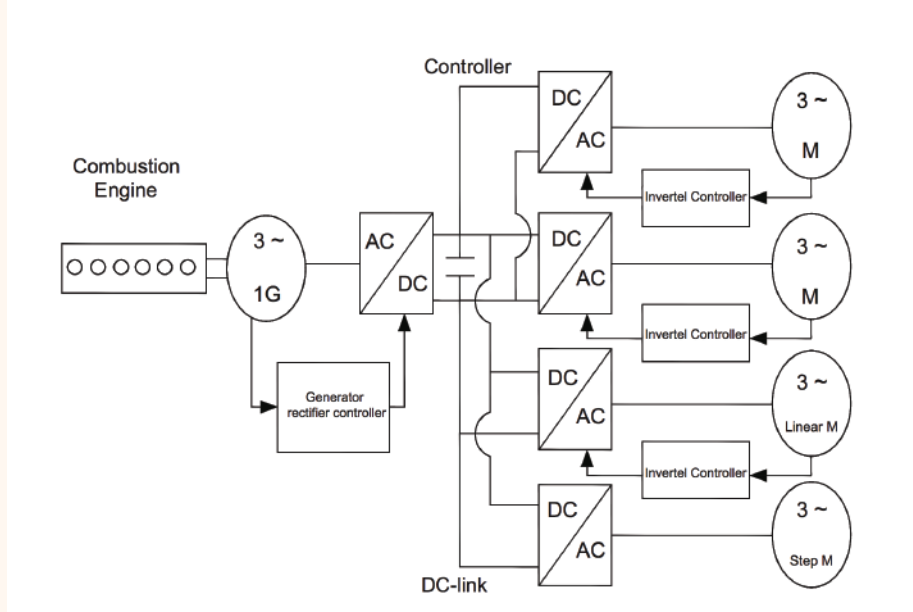 Controller
Combustion
Engine
3 ~
1G
AC
DC
Generator
rectifier controller
DC
AC
3 ~
M
Invertel Controller
DC
AC
3 ~
M
Invertel Controller
DC
AC
3 ~
Linear M
Invertel Controller
DC
AC
3 ~
Step M
DC-link